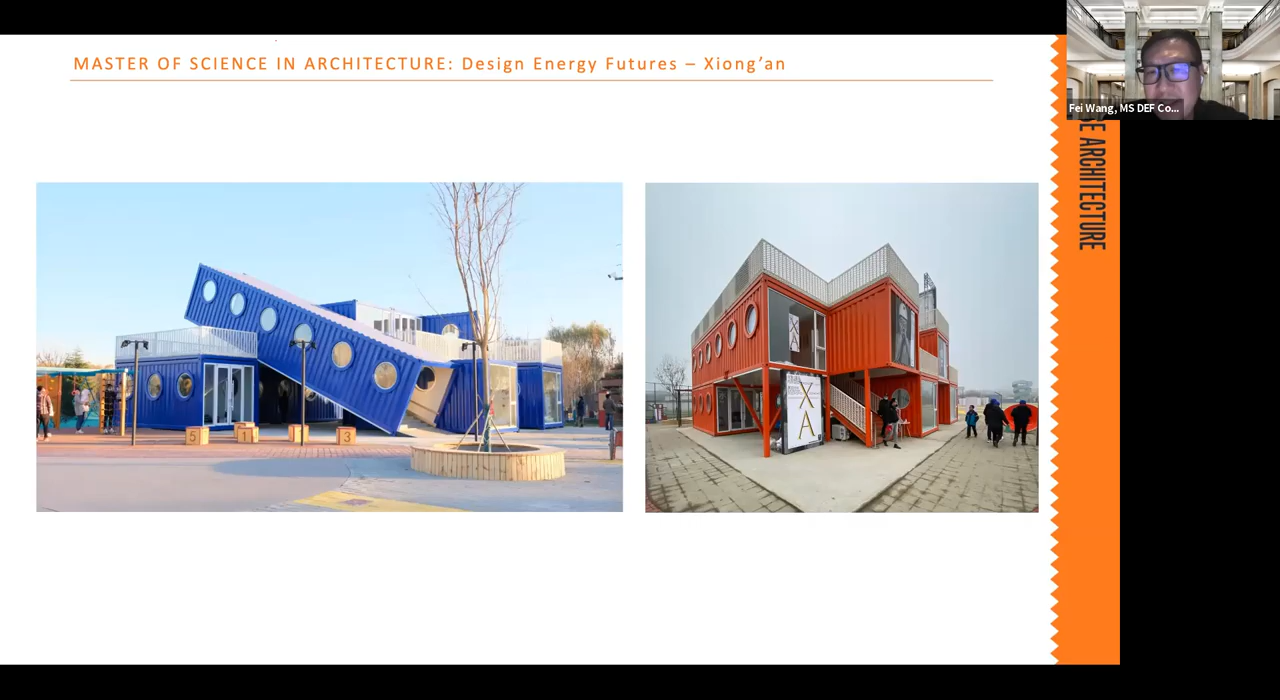 MASTER OF SCIENCE IN ARCHITECTURE: Design Energy Futures – Xiong’an
Fei Wang, MS DEF Co...
SE ARCHITECTURE
5
1
3
X
A